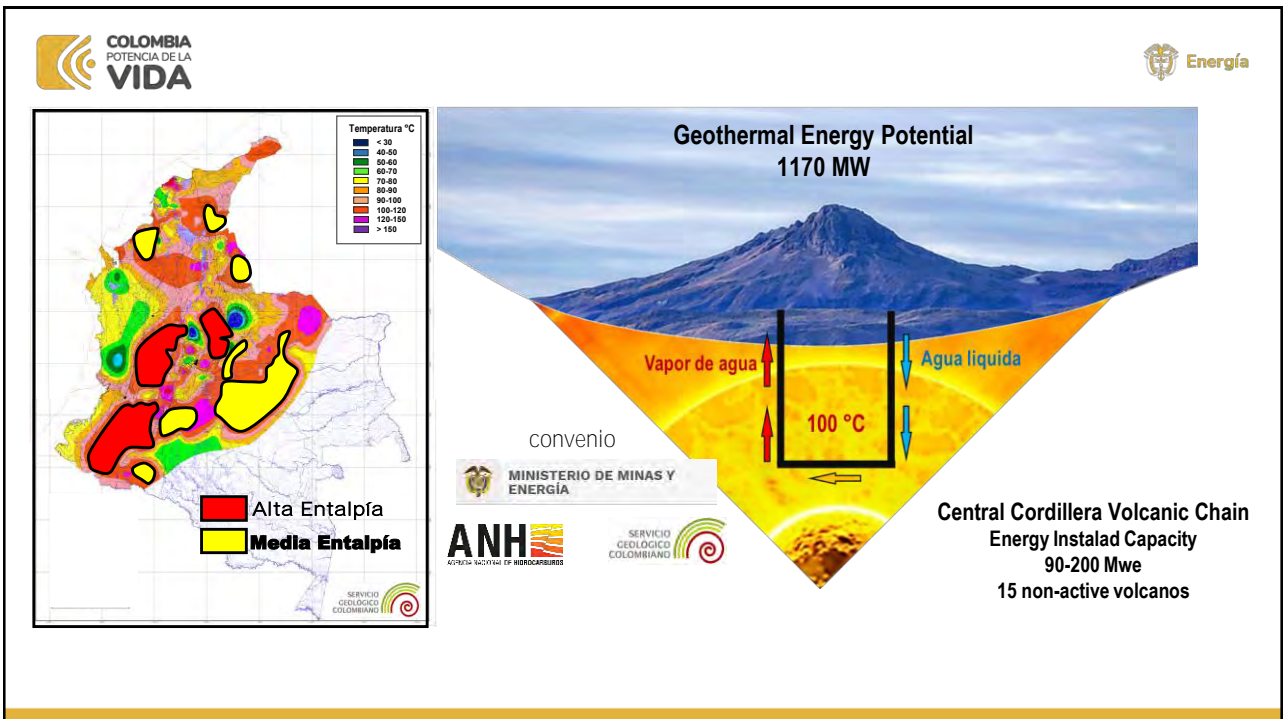 COLOMBIA
POTENCIA DE LA
VIDA
Energía
Temperatura °C
< 30
40-50
50-60
60-70
70-80
80-90
90-100
100-120
120-150
> 150
Alta Entalpía
Media Entalpía
SERVICIO
GEOLÓGICO
COLOMBIANO
Geothermal Energy Potential
1170 MW
Vapor de agua
Agua liquida
100 °C
convenio
MINISTERIO DE MINAS Y
ENERGÍA
ANH
AGENCIA NACIONAL DE HIDROCARBUROS
SERVICIO
GEOLÓGICO
COLOMBIANO
Central Cordillera Volcanic Chain
Energy Instalad Capacity
90-200 Mwe
15 non-active volcanos